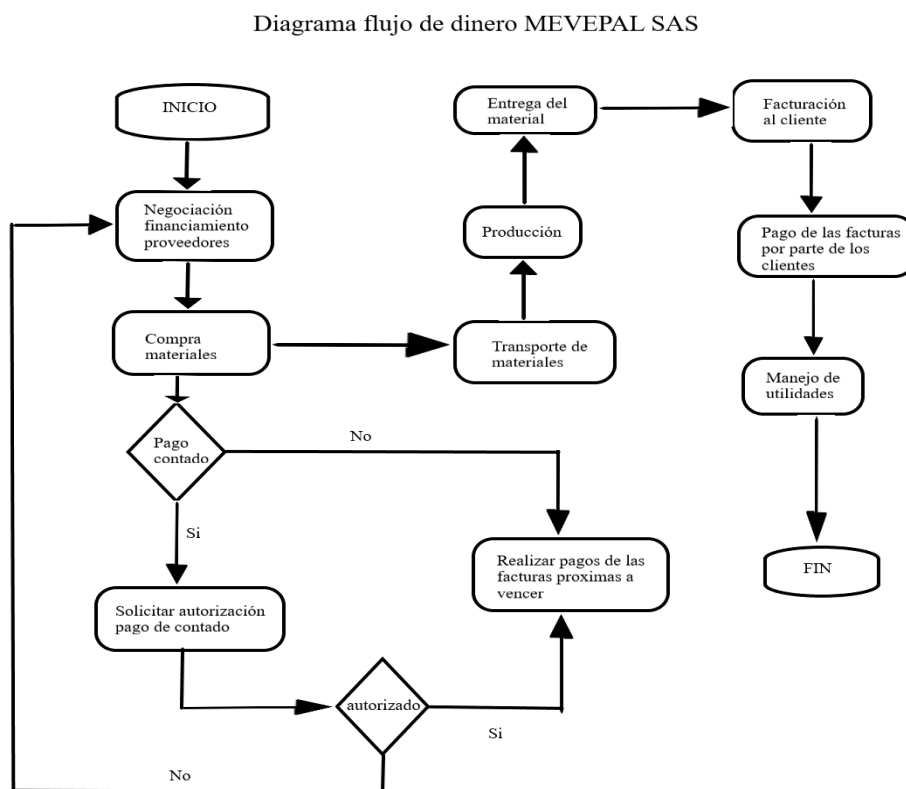 Diagrama flujo de dinero MEVEPAL SAS
INICIO
Negociación
financiamiento
proveedores
Compra
materiales
Pago
contado
No
Si
Solicitar autorización
pago de contado
autorizado
Si
No
Realizar pagos de las
facturas proximas a
vencer
Transporte de
materiales
Producción
Entrega del
material
Facturación
al cliente
Pago de las facturas
por parte de los
clientes
Manejo de
utilidades
FIN